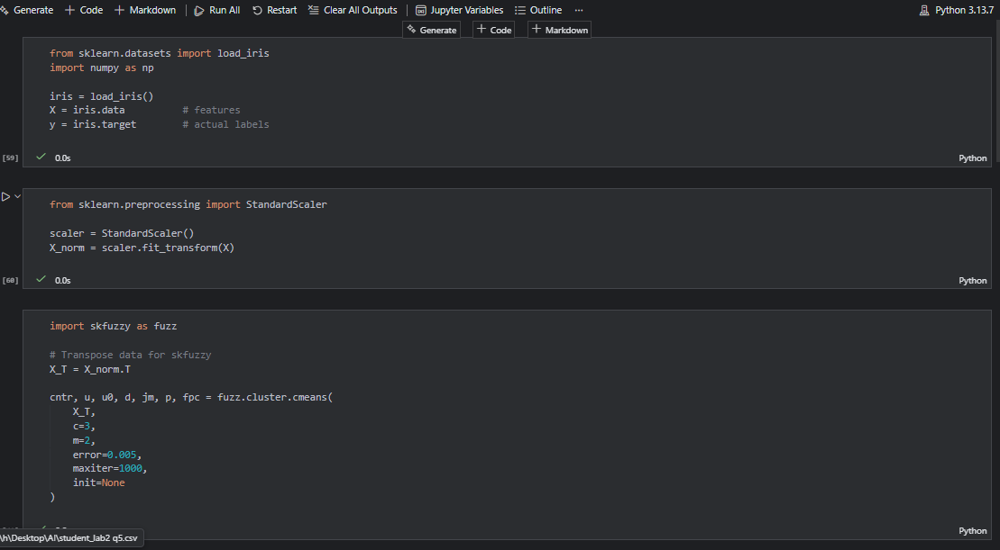 Generate + Code + Markdown | Run All Restart Clear All Outputs | Jupyter Variables Outline ... Python 3.13.7
Generate + Code + Markdown
from sklearn.datasets import load_iris
import numpy as np
iris = load_iris()
X = iris.data # features
y = iris.target # actual labels
[59] 0.0s Python
from sklearn.preprocessing import StandardScaler
scaler = StandardScaler()
X_norm = scaler.fit_transform(X)
[60] 0.0s Python
import skfuzzy as fuzz
# Transpose data for skfuzzy
X_T = X_norm.T
cntr, u, u0, d, jm, p, fpc = fuzz.cluster.cmeans(
X_T,
c=3,
m=2,
error=0.005,
maxiter=1000,
init=None
)
Python
\h\Desktop\AI\student_lab2 q5.csv